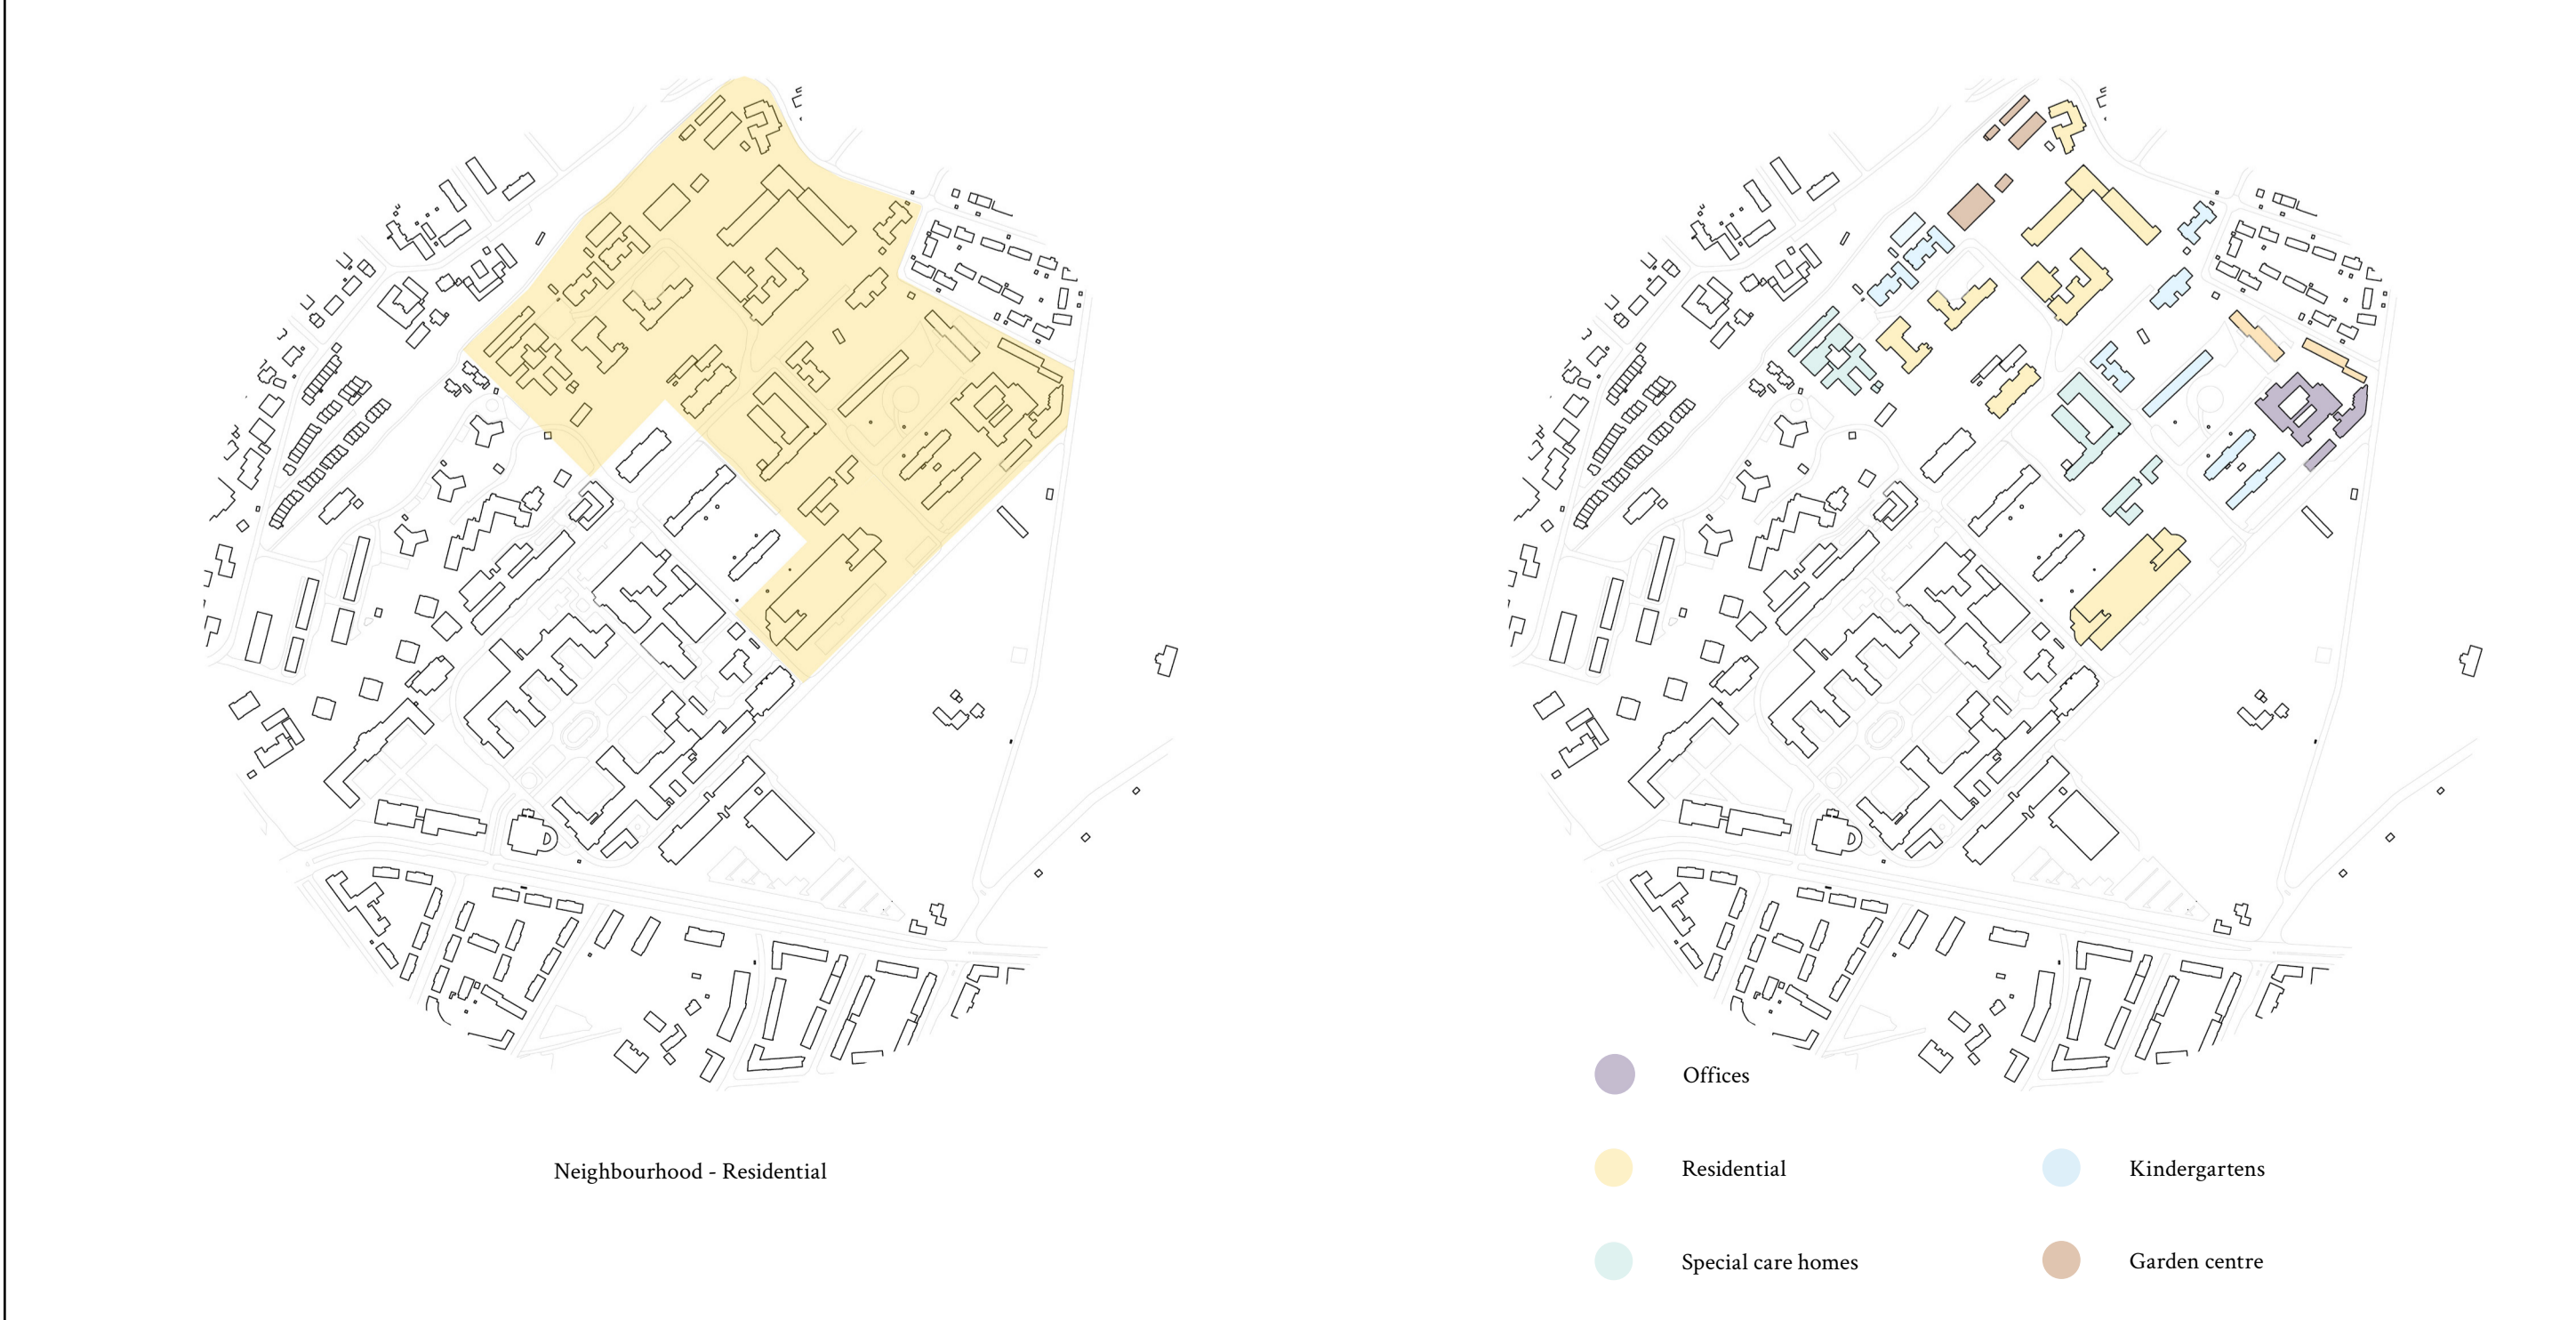 Neighbourhood - Residential
Offices
Residential
Kindergartens
Special care homes
Garden centre